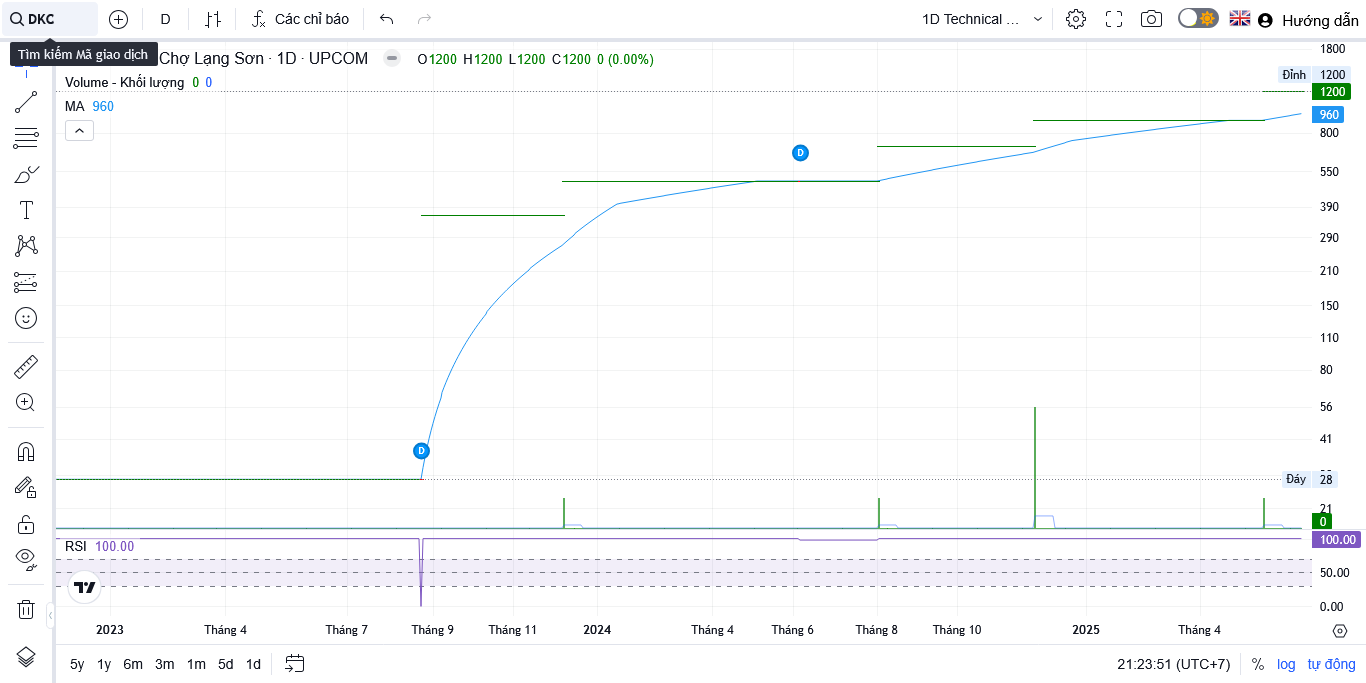 DKC
D
Các chỉ báo
1D Technical ...
Hướng dẫn
Tìm kiếm Mã giao dịch
Chợ Lạng Sơn · 1D · UPCOM
O1200 H1200 L1200 C1200 0 (0.00%)
Volume - Khối lượng 0 0
MA 960
1800
Đỉnh 1200
1200
960
800
550
390
290
210
150
110
80
56
41
Đáy 28
21
0
D
D
RSI 100.00
100.00
50.00
0.00
2023
Tháng 4
Tháng 7
Tháng 9
Tháng 11
2024
Tháng 4
Tháng 6
Tháng 8
Tháng 10
2025
Tháng 4
5y 1y 6m 3m 1m 5d 1d
21:23:51 (UTC+7)
% log tự động